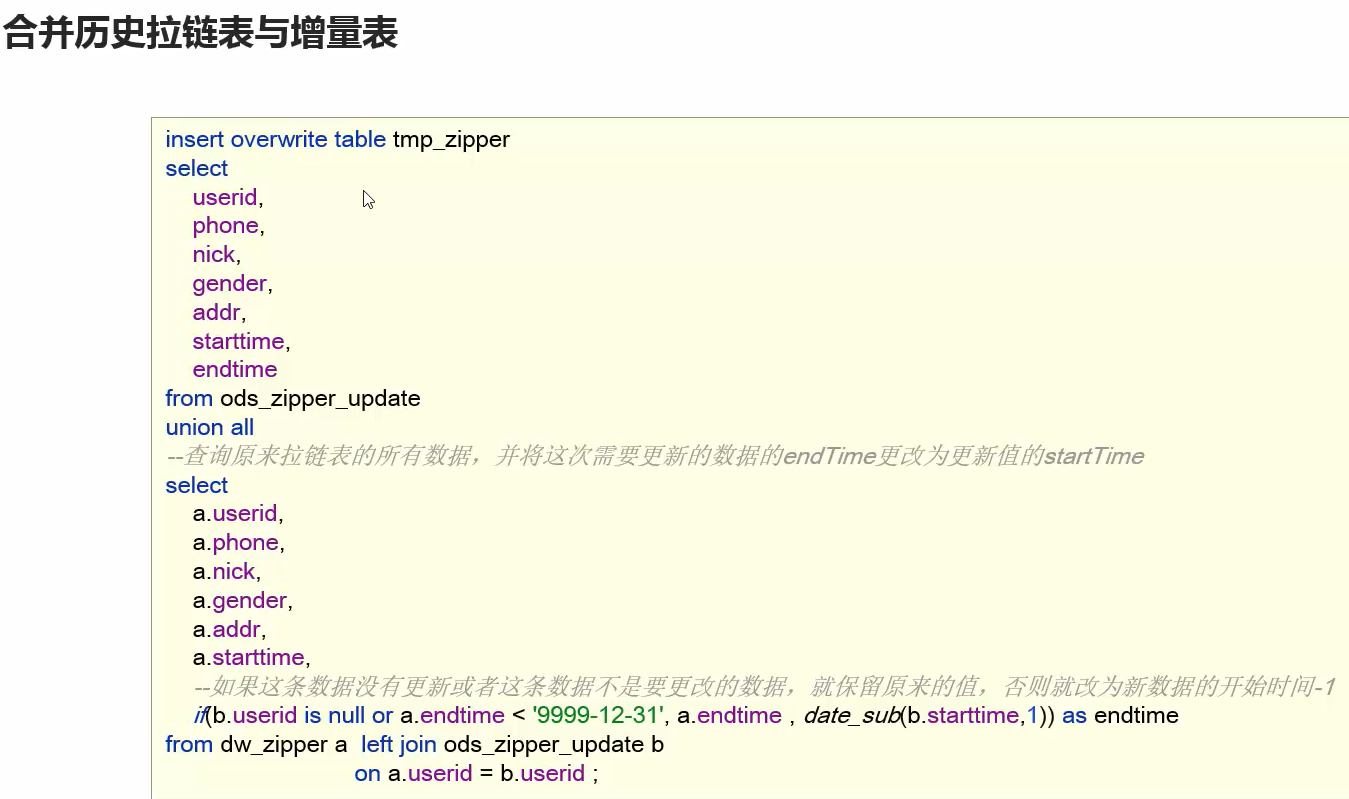 合并历史拉链表与增量表
insert overwrite table tmp_zipper
select
userid,
phone,
nick,
gender,
addr,
starttime,
endtime
from ods_zipper_update
union all
--查询原来拉链表的所有数据，并将这次需要更新的数据的endTime更改为更新值的startTime
select
a.userid,
a.phone,
a.nick,
a.gender,
a.addr,
a.starttime,
--如果这条数据没有更新或者这条数据不是要更改的数据，就保留原来的值，否则就改为新数据的开始时间-1
if(b.userid is null or a.endtime < '9999-12-31', a.endtime , date_sub(b.starttime,1)) as endtime
from dw_zipper a  left join ods_zipper_update b
on a.userid = b.userid ;